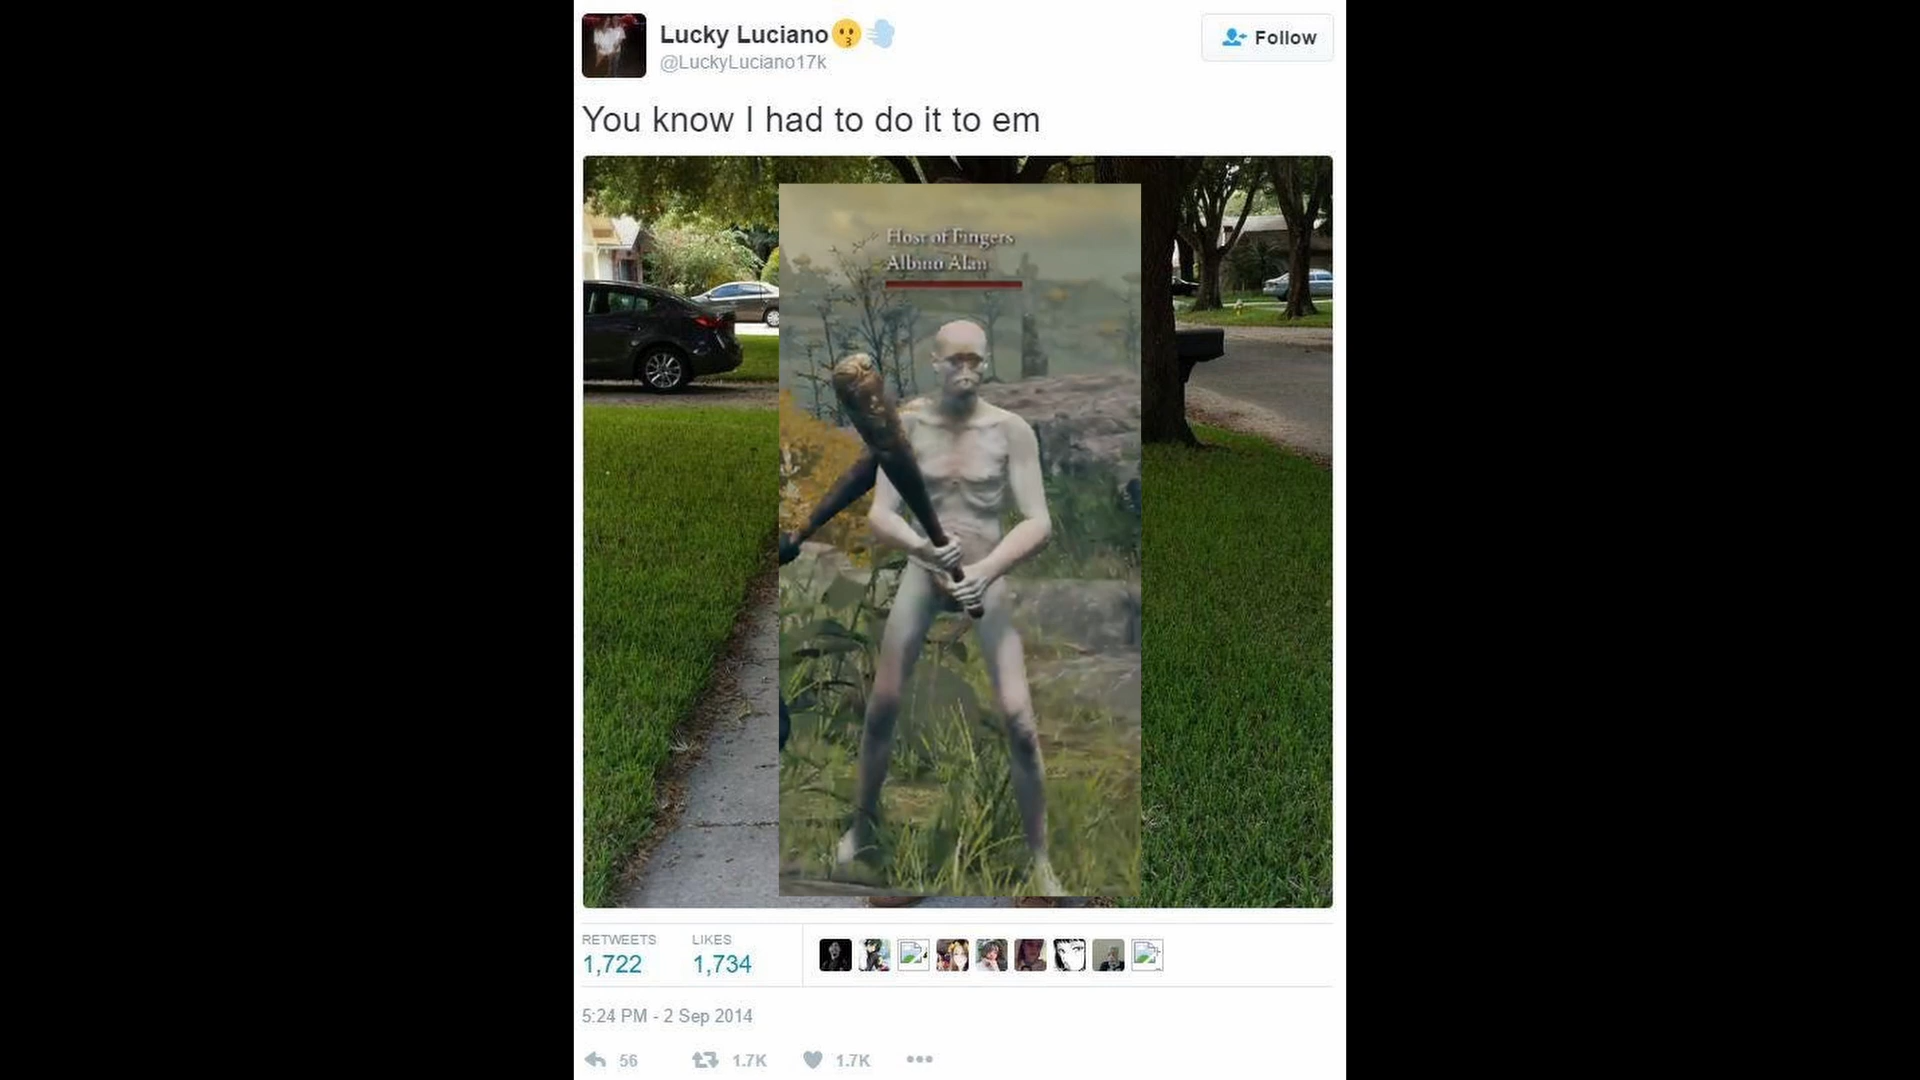 Lucky Luciano😗💨
@LuckyLuciano17k
Follow
You know I had to do it to em
Host of Fingers
Albino Alan
RETWEETS
LIKES
1,722
1,734
5:24 PM - 2 Sep 2014
56
1.7K
1.7K